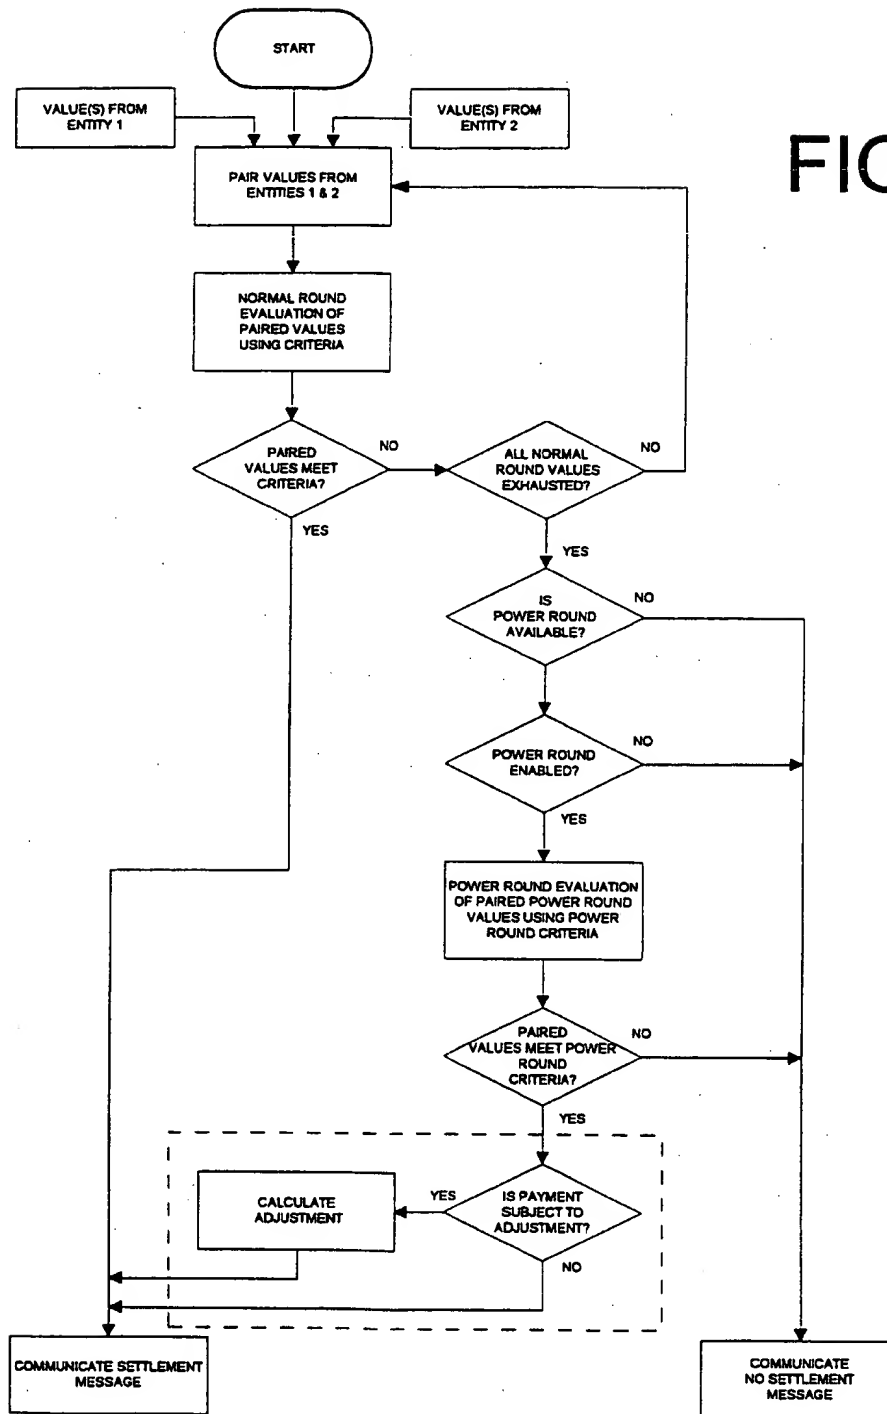 START
VALUE(S) FROM
ENTITY 1
VALUE(S) FROM
ENTITY 2
FIG
PAIR VALUES FROM
ENTITIES 1 & 2
NORMAL ROUND
EVALUATION OF
PAIRED VALUES
USING CRITERIA
PAIRED
VALUES MEET
CRITERIA?
NO
YES
ALL NORMAL
ROUND VALUES
EXHAUSTED?
NO
YES
IS
POWER ROUND
AVAILABLE?
NO
POWER ROUND
ENABLED?
NO
YES
POWER ROUND EVALUATION
OF PAIRED POWER ROUND
VALUES USING POWER
ROUND CRITERIA
PAIRED
VALUES MEET POWER
ROUND
CRITERIA?
NO
YES
IS PAYMENT
SUBJECT TO
ADJUSTMENT?
YES
NO
CALCULATE
ADJUSTMENT
COMMUNICATE SETTLEMENT
MESSAGE
COMMUNICATE
NO SETTLEMENT
MESSAGE